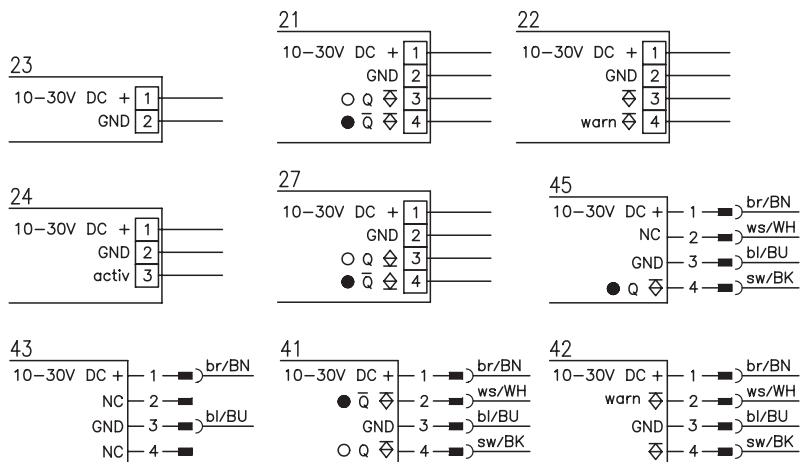 21
10-30V DC + 1
GND 2
Q 3
Q̅ 4
22
10-30V DC + 1
GND 2
3
warn 4
23
10-30V DC + 1
GND 2
24
10-30V DC + 1
GND 2
activ 3
27
10-30V DC + 1
GND 2
Q 3
Q̅ 4
45
10-30V DC + 1 br/BN
NC 2 ws/WH
GND 3 bl/BU
Q 4 sw/BK
43
10-30V DC + 1 br/BN
NC 2
GND 3 bl/BU
NC 4
41
10-30V DC + 1 br/BN
Q̅ 2 ws/WH
GND 3 bl/BU
Q 4 sw/BK
42
10-30V DC + 1 br/BN
warn 2 ws/WH
GND 3 bl/BU
4 sw/BK